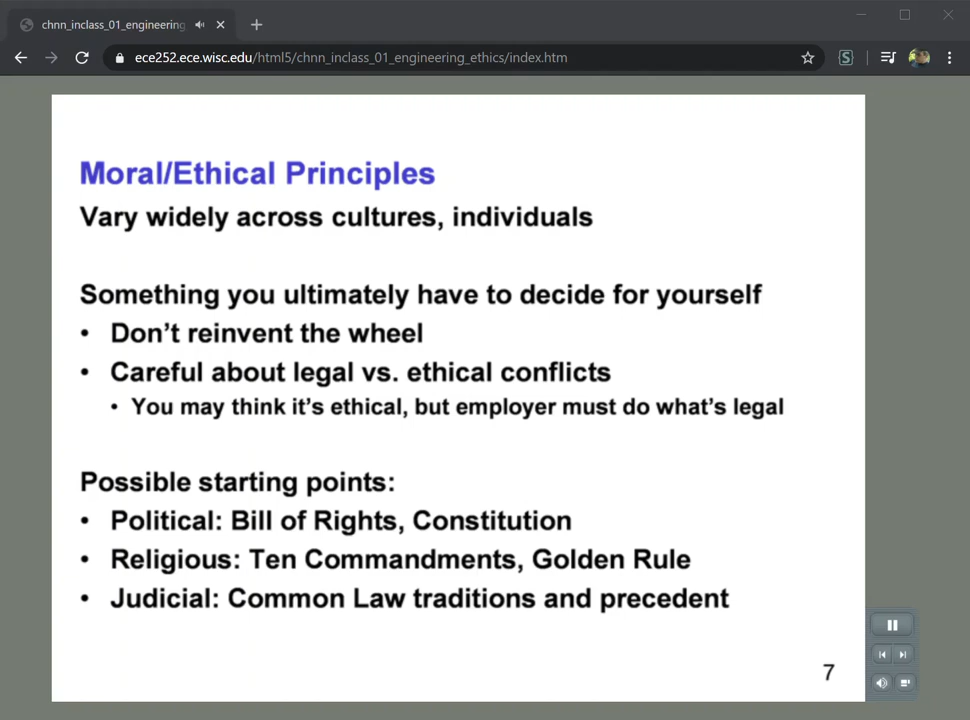 chnn_inclass_01_engineering
ece252.ece.wisc.edu/html5/chnn_inclass_01_engineering_ethics/index.htm
S
Moral/Ethical Principles
Vary widely across cultures, individuals
Something you ultimately have to decide for yourself
• Don't reinvent the wheel
• Careful about legal vs. ethical conflicts
• You may think it's ethical, but employer must do what's legal
Possible starting points:
• Political: Bill of Rights, Constitution
• Religious: Ten Commandments, Golden Rule
• Judicial: Common Law traditions and precedent
7